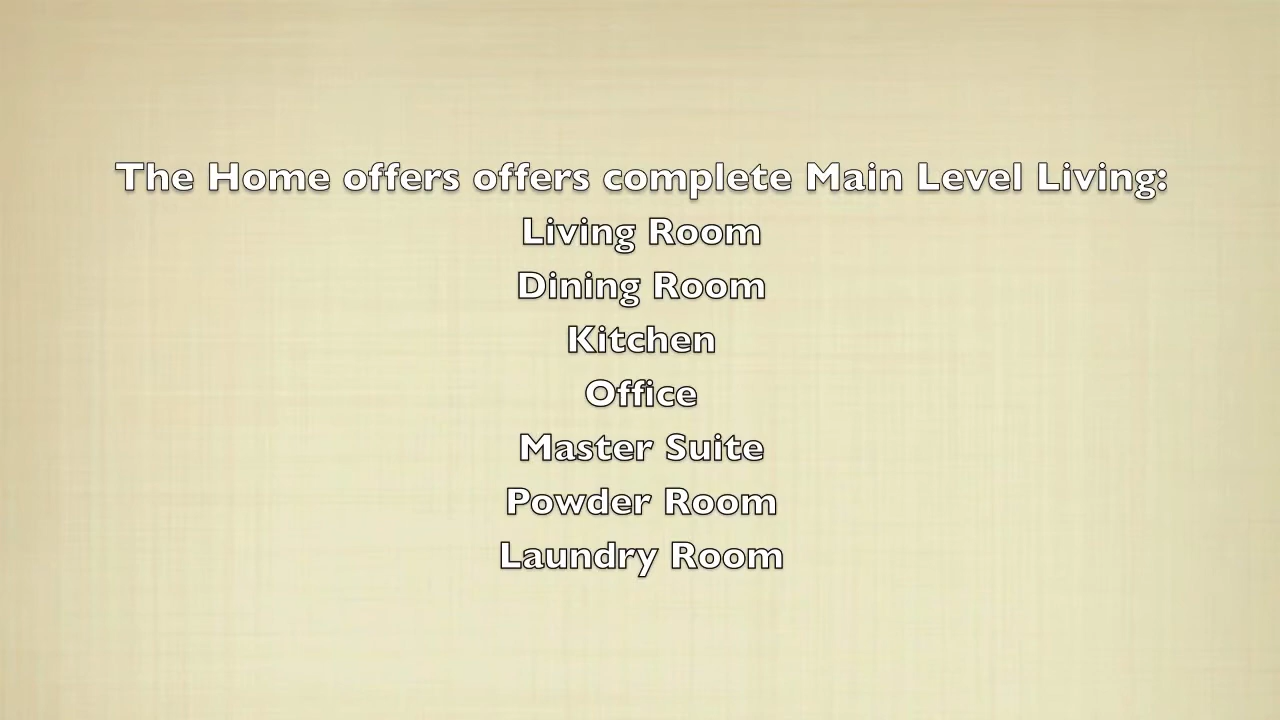 The Home offers offers complete Main Level Living:
Living Room
Dining Room
Kitchen
Office
Master Suite
Powder Room
Laundry Room